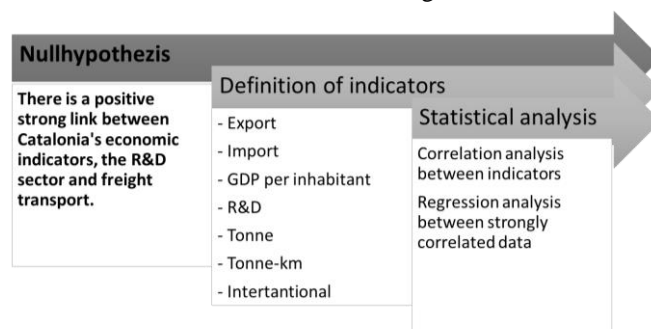 Nullhypothezis
There is a positive
strong link between
Catalonia's economic
indicators, the R&D
sector and freight
transport.
Definition of indicators
- Export
- Import
- GDP per inhabitant
- R&D
- Tonne
- Tonne-km
- Intertantional
Statistical analysis
Correlation analysis
between indicators
Regression analysis
between strongly
correlated data